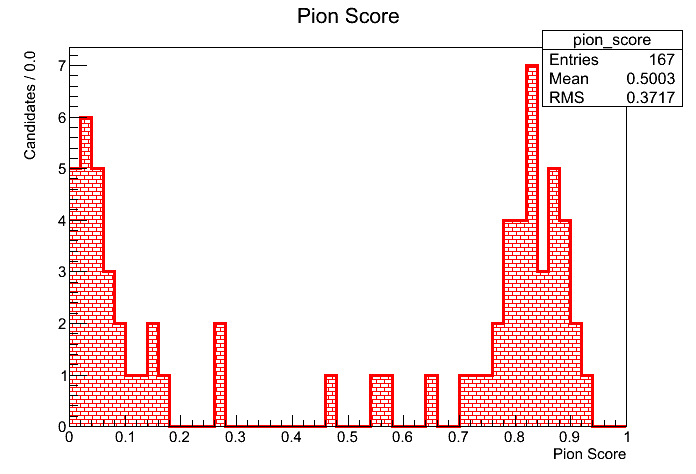 Pion Score
pion_score
Entries 167
Mean 0.5003
RMS 0.3717
Candidates / 0.0
7
6
5
4
3
2
1
0
0 0.1 0.2 0.3 0.4 0.5 0.6 0.7 0.8 0.9 1
Pion Score